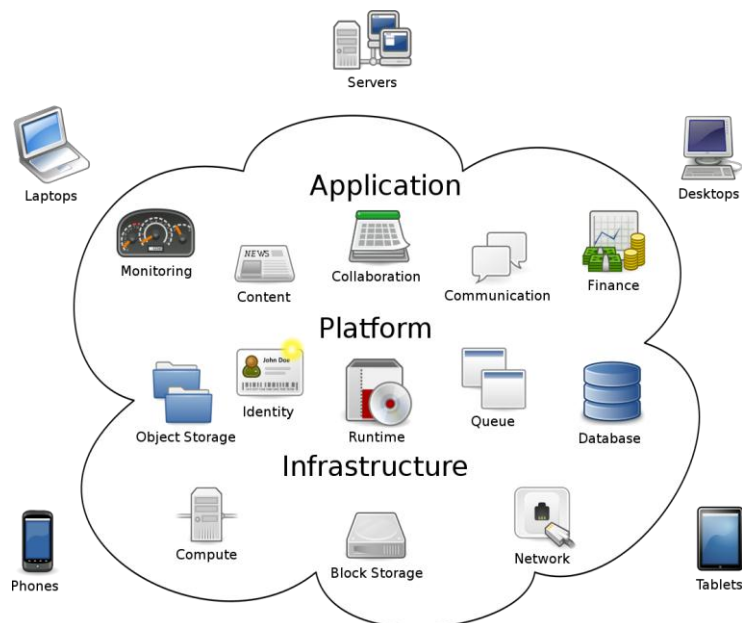 Servers
Laptops
Desktops
Application
Monitoring
Content
NEWS
Collaboration
Communication
Finance
Platform
Object Storage
John Doe
Identity
Runtime
Queue
Database
Infrastructure
Compute
Block Storage
Network
Phones
Tablets